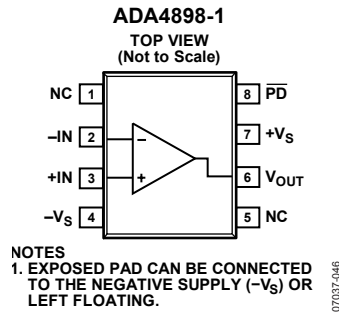 ADA4898-1
TOP VIEW
(Not to Scale)
NC 1
–IN 2
+IN 3
–VS 4
8 PD
7 +VS
6 VOUT
5 NC
–
+
NOTES
1. EXPOSED PAD CAN BE CONNECTED
TO THE NEGATIVE SUPPLY (–VS) OR
LEFT FLOATING.
07037-046